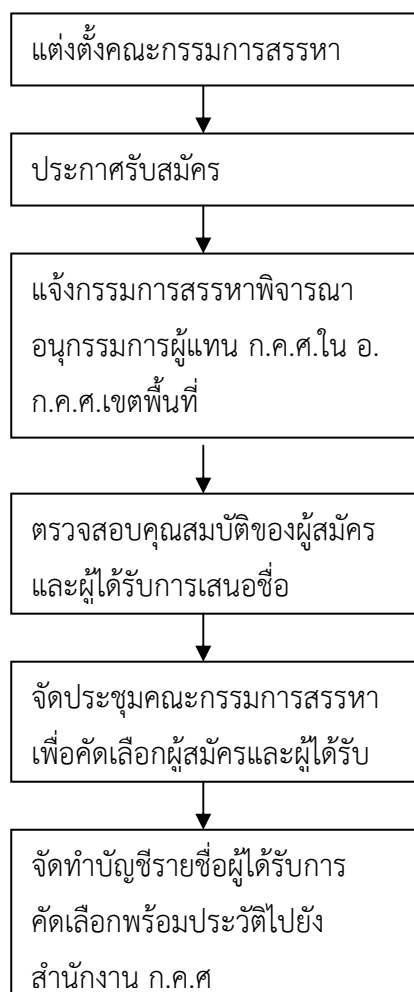 แต่งตั้งคณะกรรมการสรรหา
ประกาศรับสมัคร
แจ้งกรรมการสรรหาพิจารณา
อนุกรรมการผู้แทน ก.ค.ศ.ใน อ.
ก.ค.ศ.เขตพื้นที่
ตรวจสอบคุณสมบัติของผู้สมัคร
และผู้ได้รับการเสนอชื่อ
จัดประชุมคณะกรรมการสรรหา
เพื่อคัดเลือกผู้สมัครและผู้ได้รับ
จัดทำบัญชีรายชื่อผู้ได้รับการ
คัดเลือกพร้อมประวัติไปยัง
สำนักงาน ก.ค.ศ